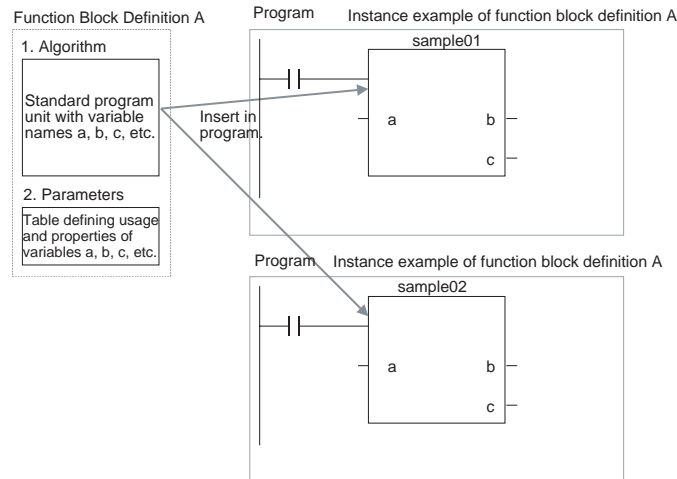 Function Block Definition A
1. Algorithm
Standard program
unit with variable
names a, b, c, etc.
2. Parameters
Table defining usage
and properties of
variables a, b, c, etc.
Insert in
program.
Program
Instance example of function block definition A
sample01
a
b
c
Program
Instance example of function block definition A
sample02
a
b
c